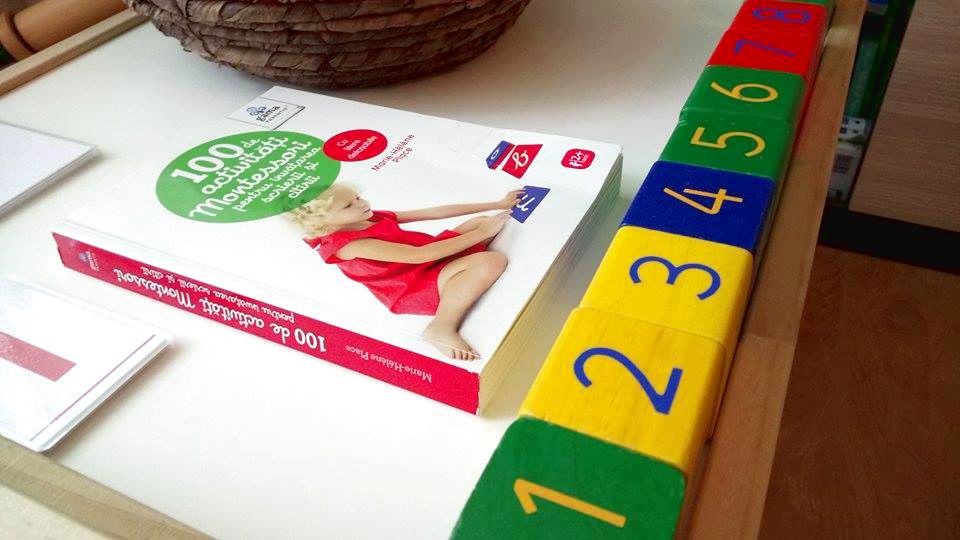 gama
100 de
activități
Montessori
pentru învățarea
scrierii și
citirii
Cu
litere
detașabile
Marie-Hélène
Place
b
100 de activități Montessori
pentru învățarea scrierii și citirii
Marie-Hélène Place
8
7
6
5
4
3
2
1